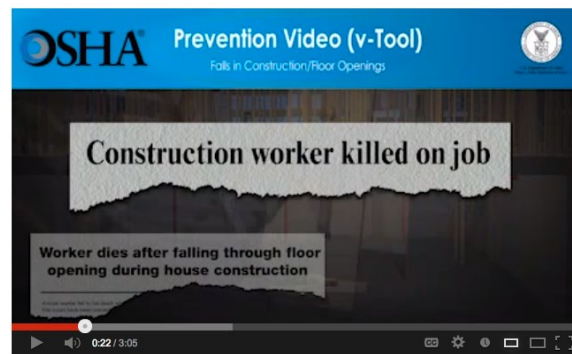 OSHA
Prevention Video (v-Tool)
Falls in Construction/Floor Openings
Construction worker killed on job
Worker dies after falling through floor
opening during house construction
0:22 / 3:05
CC